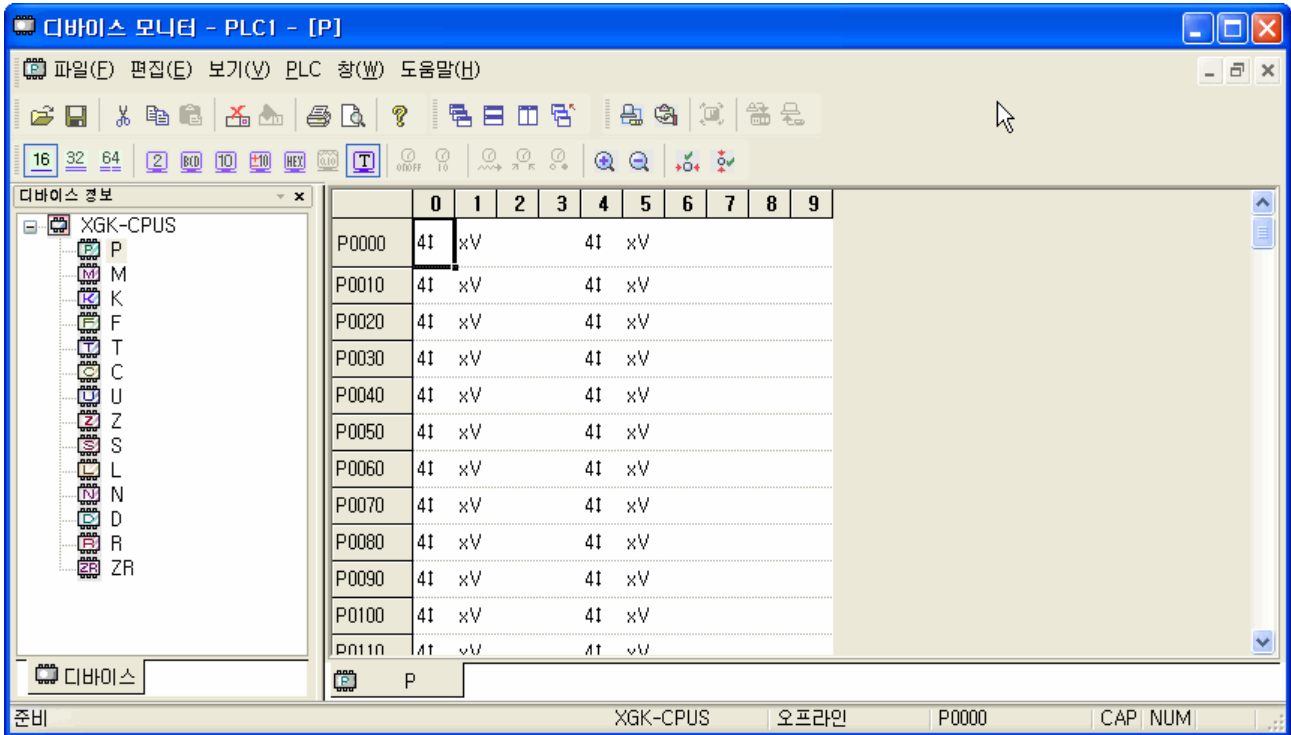 디바이스 모니터 - PLC1 - [P]
파일(F) 편집(E) 보기(V) PLC 창(W) 도움말(H)
16 32 64 2 BCD 10 ±10 HEX T
디바이스 정보
XGK-CPUS
P
M
K
F
T
C
U
Z
S
L
N
D
R
ZR
디바이스
0 1 2 3 4 5 6 7 8 9
P0000 4↕ xV 4↕ xV
P0010 4↕ xV 4↕ xV
P0020 4↕ xV 4↕ xV
P0030 4↕ xV 4↕ xV
P0040 4↕ xV 4↕ xV
P0050 4↕ xV 4↕ xV
P0060 4↕ xV 4↕ xV
P0070 4↕ xV 4↕ xV
P0080 4↕ xV 4↕ xV
P0090 4↕ xV 4↕ xV
P0100 4↕ xV 4↕ xV
P0110 4↕ xV 4↕ xV
P
준비 XGK-CPUS 오프라인 P0000 CAP NUM